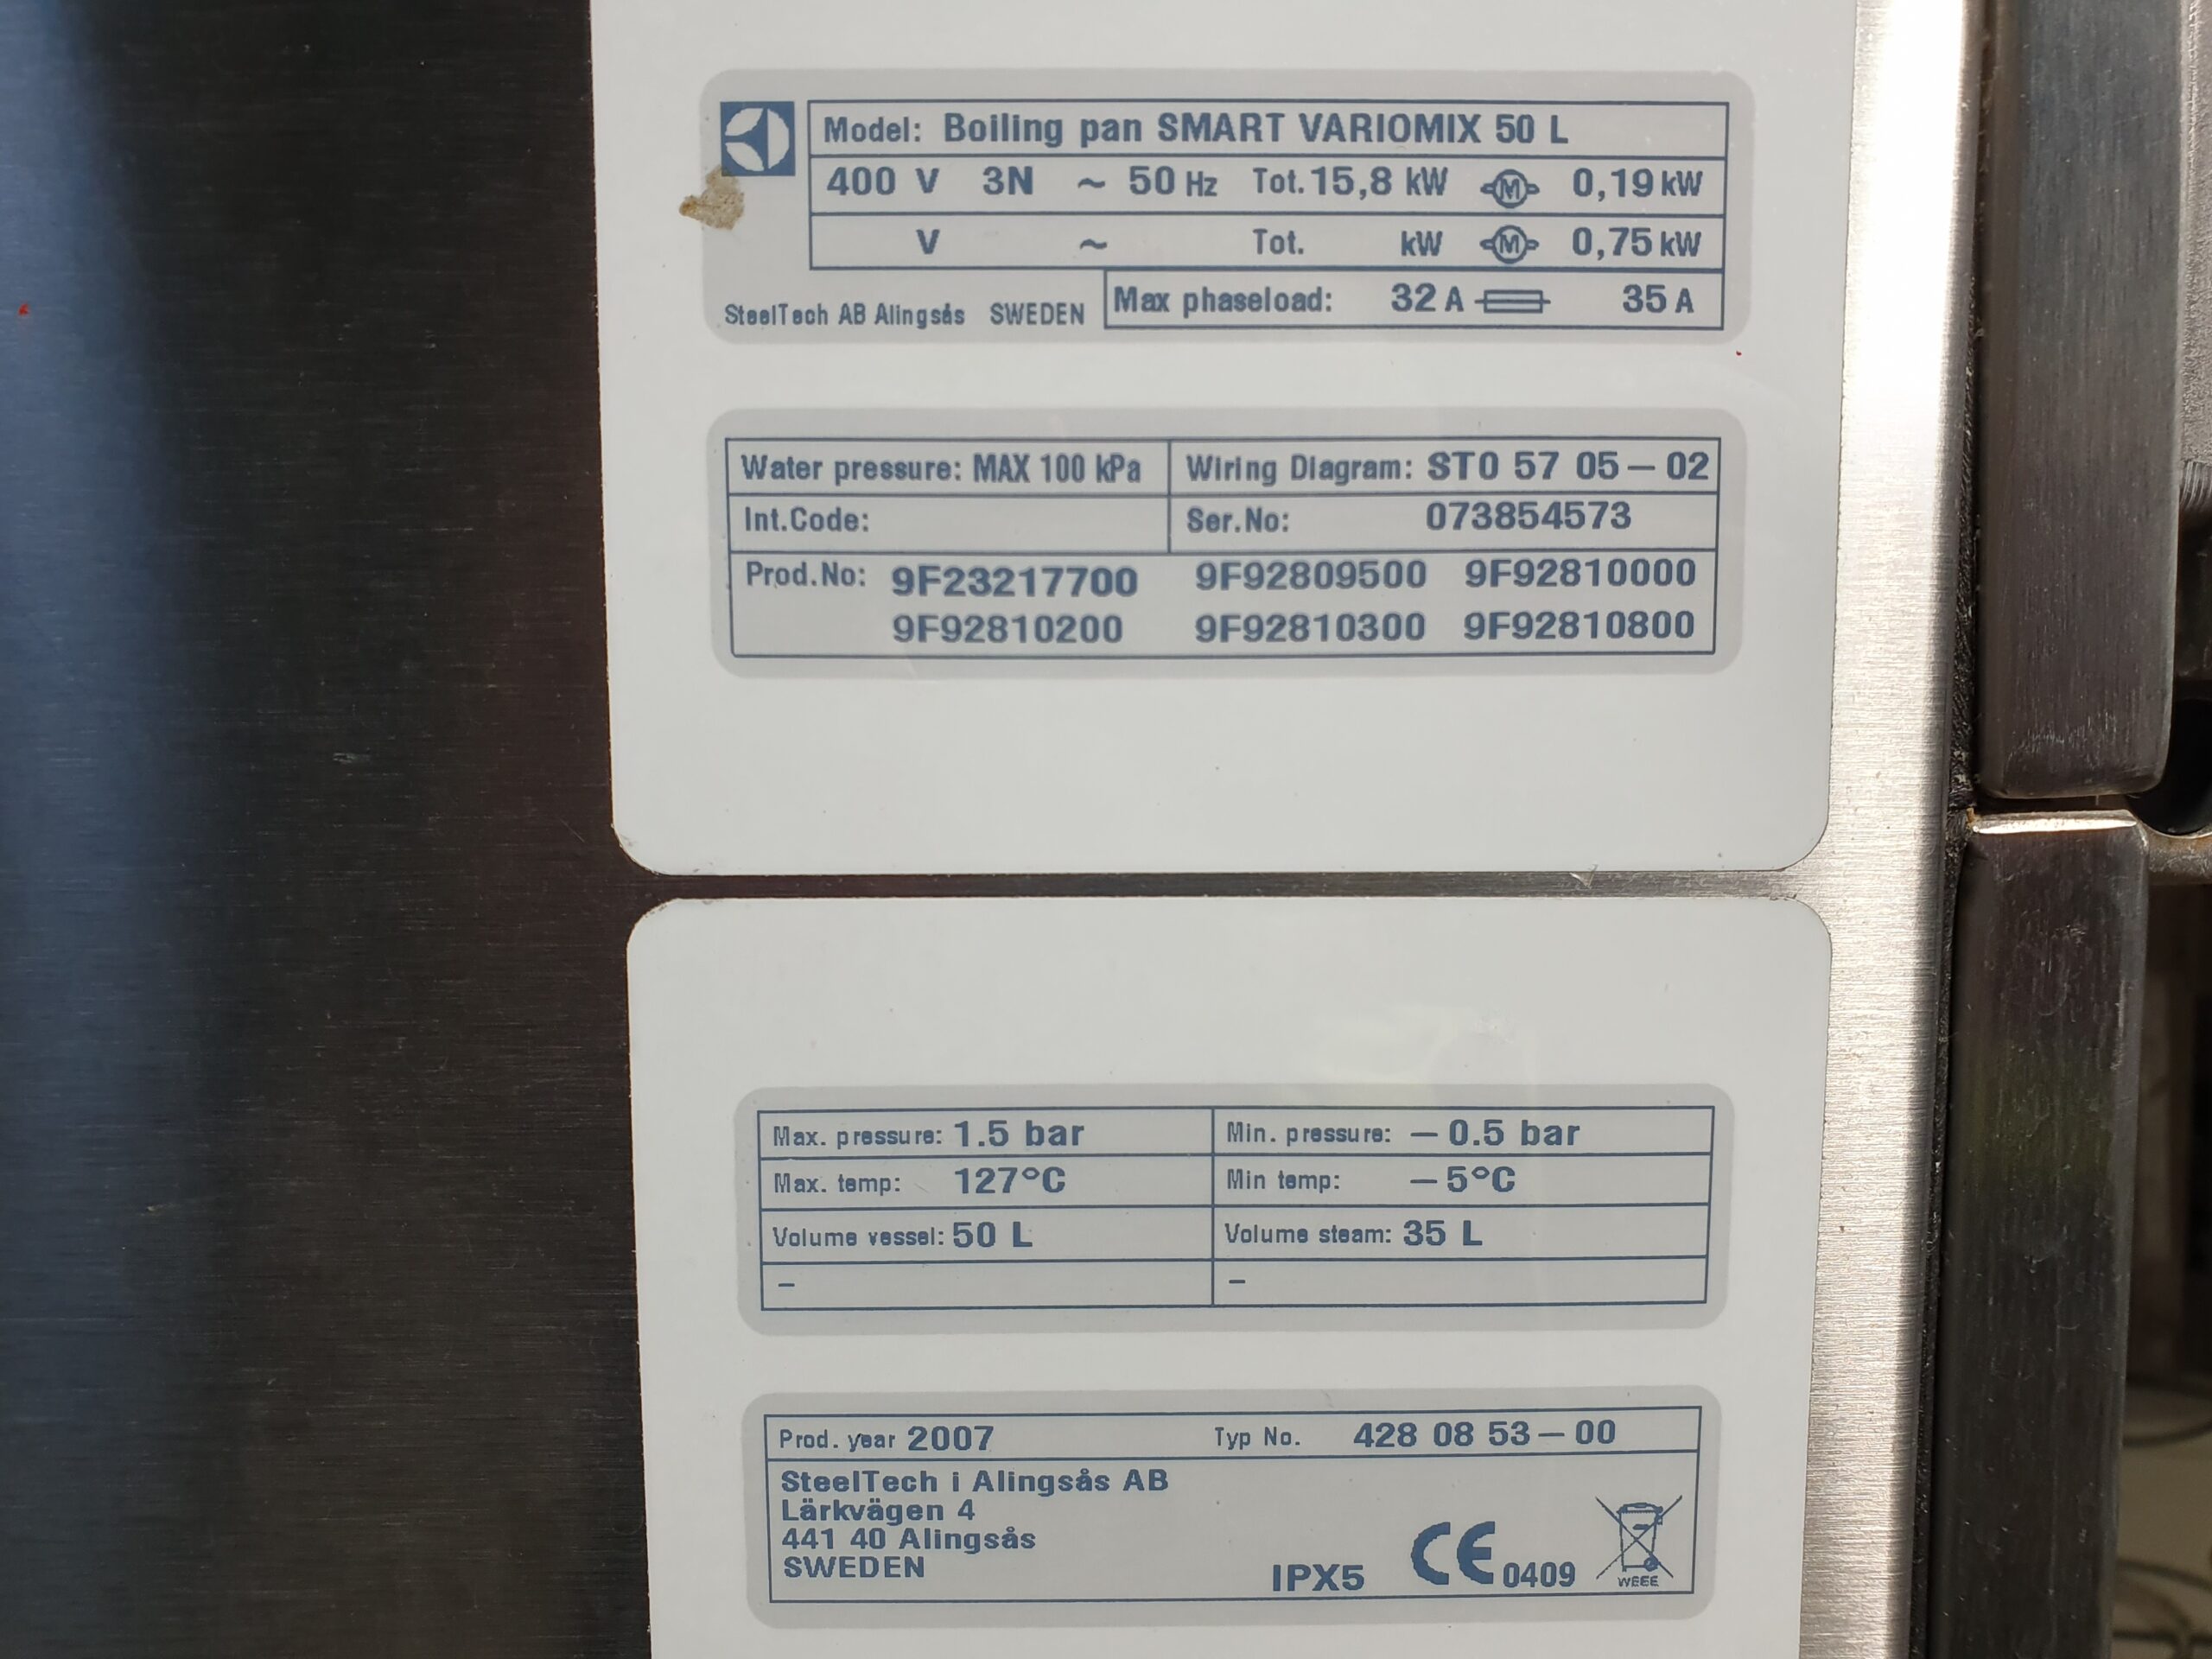 Model: Boiling pan SMART VARIOMIX 50 L
400 V 3N ~ 50 Hz Tot. 15,8 kW M 0,19 kW
V ~ Tot. kW M 0,75 kW
SteelTech AB Alingsås SWEDEN Max phaseload: 32 A 35 A
Water pressure: MAX 100 kPa Wiring Diagram: STO 57 05 – 02
Int.Code: Ser.No: 073854573
Prod.No: 9F23217700 9F92809500 9F92810000
9F92810200 9F92810300 9F92810800
Max. pressure: 1.5 bar Min. pressure: – 0.5 bar
Max. temp: 127°C Min temp: – 5°C
Volume vessel: 50 L Volume steam: 35 L
– –
Prod. year 2007 Typ No. 428 08 53 – 00
SteelTech i Alingsås AB
Lärkvägen 4
441 40 Alingsås
SWEDEN
IPX5 CE 0409 WEEE